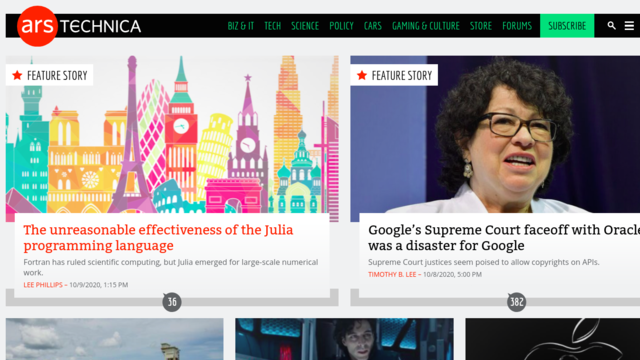 ars TECHNICA
BIZ & IT TECH SCIENCE POLICY CARS GAMING & CULTURE STORE FORUMS SUBSCRIBE
FEATURE STORY
FEATURE STORY
The unreasonable effectiveness of the Julia
programming language
Fortran has ruled scientific computing, but Julia emerged for large-scale numerical
work.
LEE PHILLIPS – 10/9/2020, 1:15 PM
36
Google's Supreme Court faceoff with Oracle
was a disaster for Google
Supreme Court justices seem poised to allow copyrights on APIs.
TIMOTHY B. LEE – 10/8/2020, 5:00 PM
382